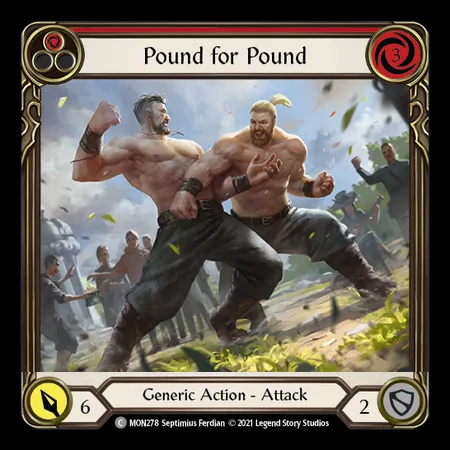 Pound for Pound
3
Generic Action - Attack
6
2
C MON278 Septimius Ferdian © 2021 Legend Story Studios